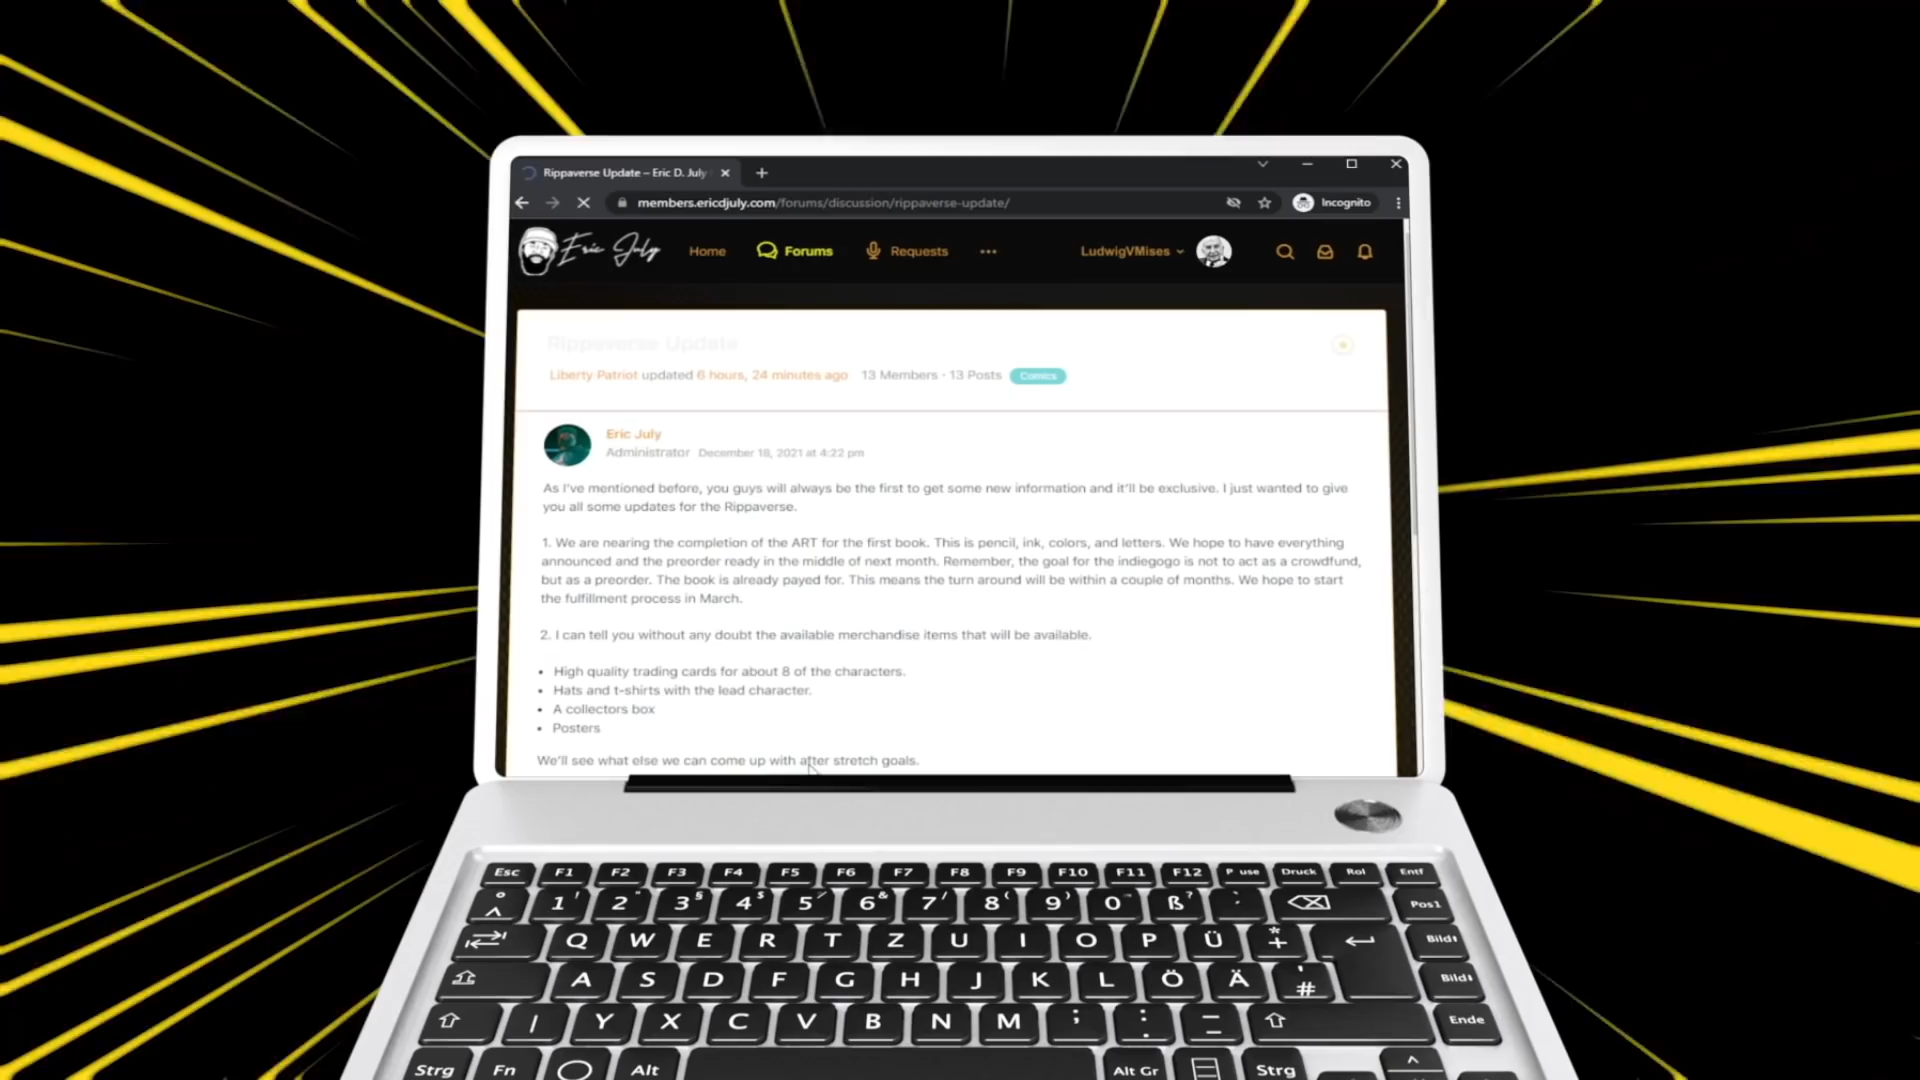 Rippaverse Update – Eric D. July
members.ericdjuly.com/forums/discussion/rippaverse-update/
Incognito
Eric July
Home
Forums
Requests
LudwigVMises
Rippaverse Update
Liberty Patriot updated 6 hours, 24 minutes ago 13 Members · 13 Posts Comics
Eric July
Administrator December 18, 2021 at 4:22 pm
As I've mentioned before, you guys will always be the first to get some new information and it'll be exclusive. I just wanted to give
you all some updates for the Rippaverse.
1. We are nearing the completion of the ART for the first book. This is pencil, ink, colors, and letters. We hope to have everything
announced and the preorder ready in the middle of next month. Remember, the goal for the indiegogo is not to act as a crowdfund,
but as a preorder. The book is already payed for. This means the turn around will be within a couple of months. We hope to start
the fulfillment process in March.
2. I can tell you without any doubt the available merchandise items that will be available.
• High quality trading cards for about 8 of the characters.
• Hats and t-shirts with the lead character.
• A collectors box
• Posters
We'll see what else we can come up with after stretch goals.
Esc F1 F2 F3 F4 F5 F6 F7 F8 F9 F10 F11 F12 P use Druck Rol Entf
° ^ 1 ! 2 " 3 § 4 $ 5 6 & 7 / 8 ( 9 ) 0 ß ? Pos1
Q W E R T Z U I O P Ü * + Bild
A S D F G H J K L Ö Ä ' # Bild
Y X C V B N M ; : _ Ende
Strg Fn Alt Alt Gr Strg